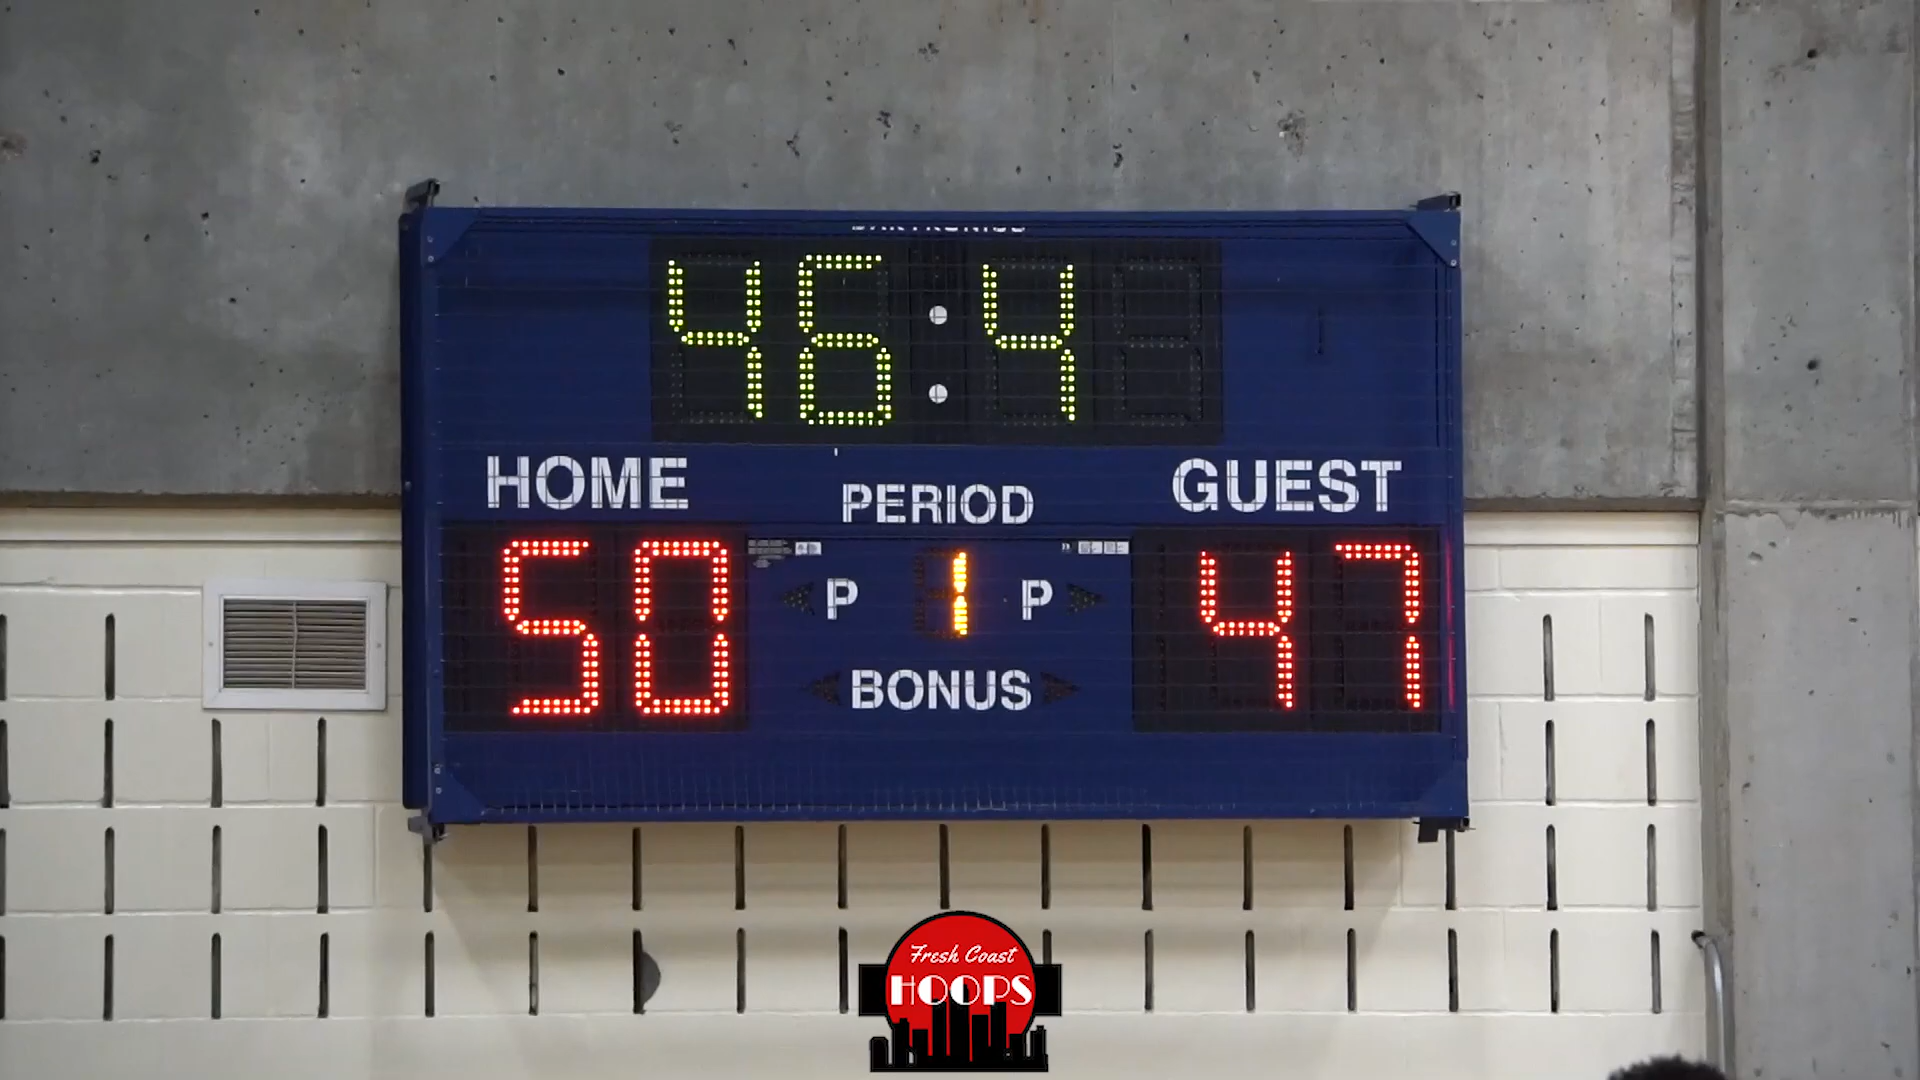 46:4
HOME
PERIOD
GUEST
50
P
1
P
47
BONUS
Fresh Coast
HOOPS